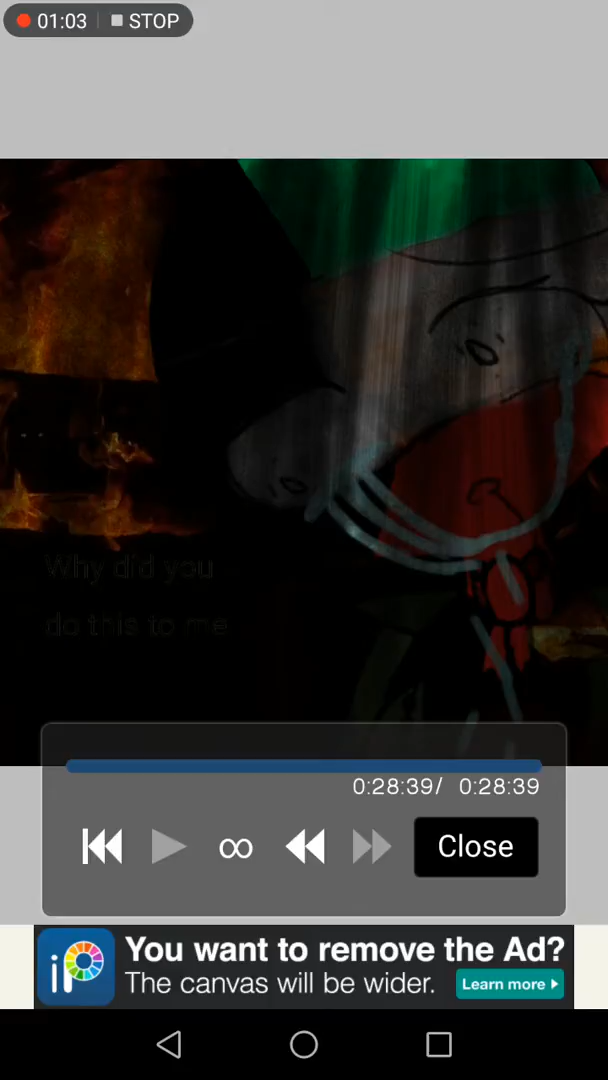 01:03 STOP
Why did you
do this to me
0:28:39/ 0:28:39
Close
iP You want to remove the Ad?
The canvas will be wider. Learn more